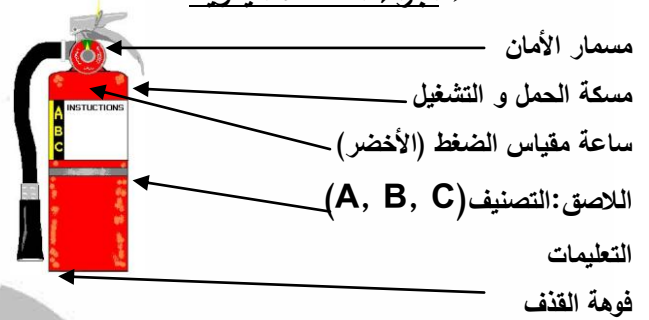 مسمار الأمان
مسكة الحمل و التشغيل
ساعة مقياس الضغط (الأخضر)
اللاصق:التصنيف(A, B, C)
التعليمات
فوهة القذف
INSTUCTIONS
A
B
C